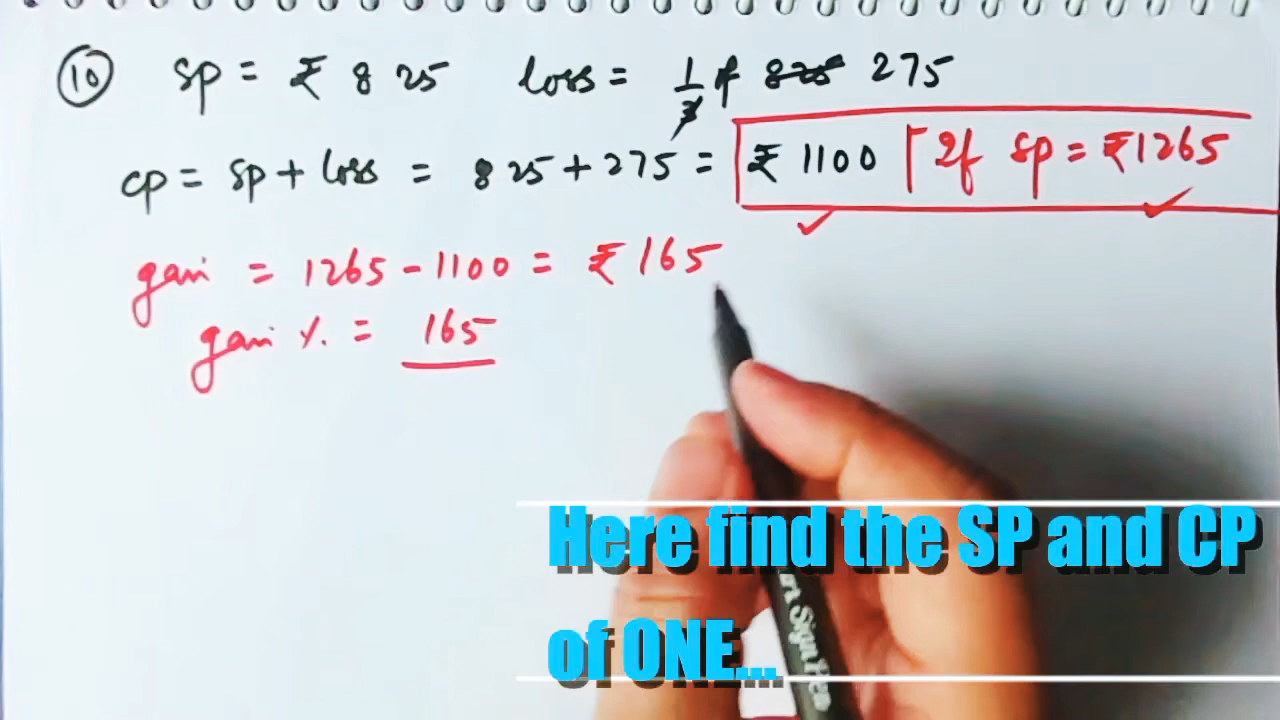 10 SP = ₹ 825 loss = 1/3 of 825 275
CP = SP + loss = 825 + 275 = ₹ 1100 If SP = ₹1265
gain = 1265 - 1100 = ₹ 165
gain %. = 165
Here find the SP and CP
of ONE...